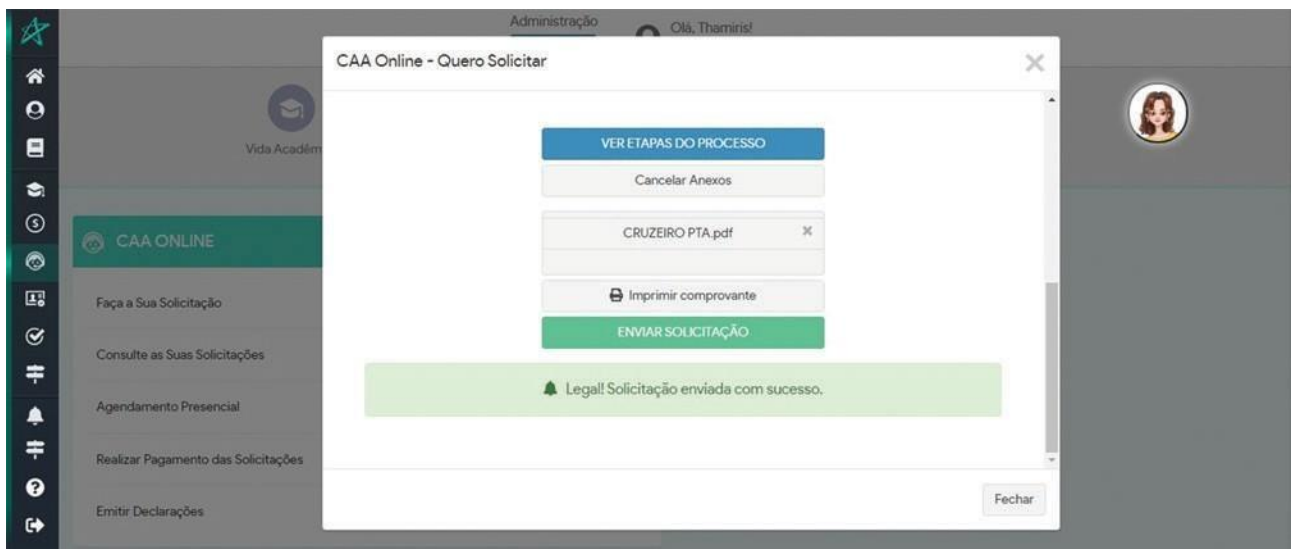 Administração
Olá, Thamiris!
CAA Online - Quero Solicitar
Vida Acadêm
VER ETAPAS DO PROCESSO
Cancelar Anexos
CRUZEIRO PTA.pdf
CAA ONLINE
Imprimir comprovante
Faça a Sua Solicitação
ENVIAR SOLICITAÇÃO
Consulte as Suas Solicitações
Legal! Solicitação enviada com sucesso.
Agendamento Presencial
Realizar Pagamento das Solicitações
Fechar
Emitir Declarações